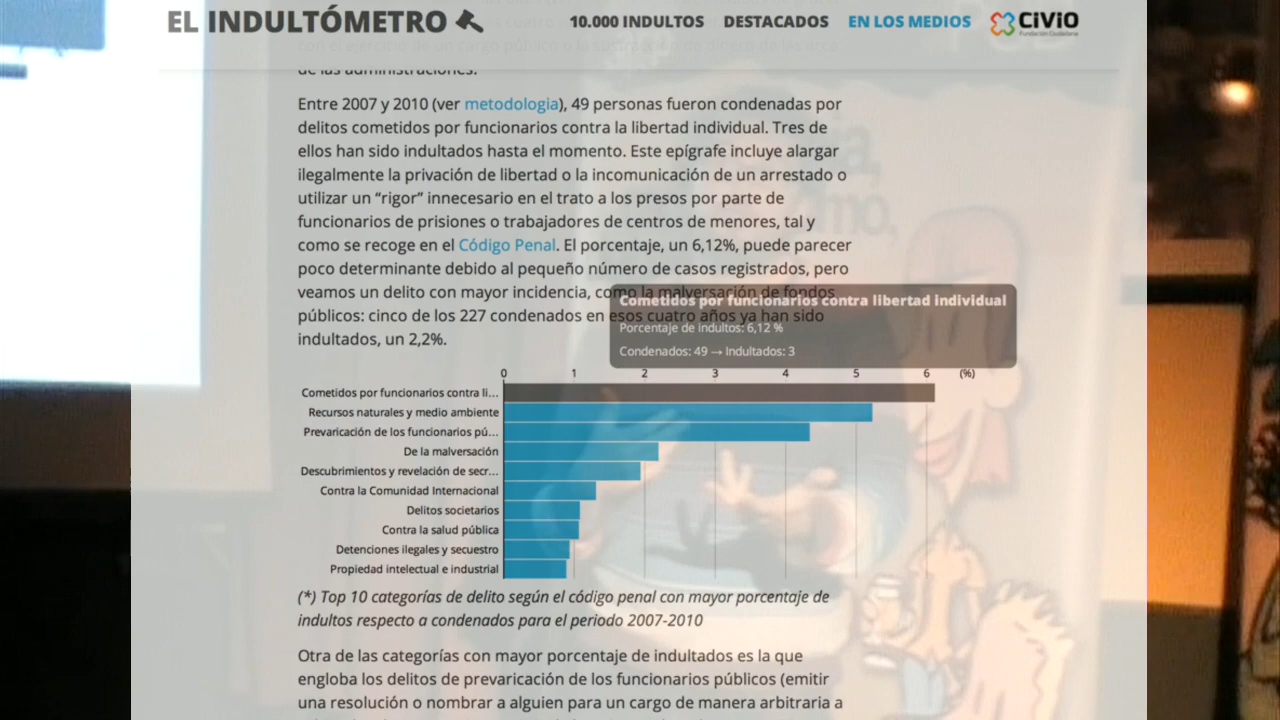 EL INDULTÓMETRO
10.000 INDULTOS DESTACADOS EN LOS MEDIOS CiViO
Fundación Ciudadana
de las administraciones.
Entre 2007 y 2010 (ver metodologia), 49 personas fueron condenadas por
delitos cometidos por funcionarios contra la libertad individual. Tres de
ellos han sido indultados hasta el momento. Este epígrafe incluye alargar
ilegalmente la privación de libertad o la incomunicación de un arrestado o
utilizar un “rigor” innecesario en el trato a los presos por parte de
funcionarios de prisiones o trabajadores de centros de menores, tal y
como se recoge en el Código Penal. El porcentaje, un 6,12%, puede parecer
poco determinante debido al pequeño número de casos registrados, pero
veamos un delito con mayor incidencia, como la malversación de fondos
públicos: cinco de los 227 condenados en esos cuatro años ya han sido
indultados, un 2,2%.
Cometidos por funcionarios contra libertad individual
Porcentaje de indultos: 6,12 %
Condenados: 49 → Indultados: 3
0 1 2 3 4 5 6 (%)
Cometidos por funcionarios contra li...
Recursos naturales y medio ambiente
Prevaricación de los funcionarios pú...
De la malversación
Descubrimientos y revelación de secr...
Contra la Comunidad Internacional
Delitos societarios
Contra la salud pública
Detenciones ilegales y secuestro
Propiedad intelectual e industrial
(*) Top 10 categorías de delito según el código penal con mayor porcentaje de
indultos respecto a condenados para el periodo 2007-2010
Otra de las categorías con mayor porcentaje de indultados es la que
engloba los delitos de prevaricación de los funcionarios públicos (emitir
una resolución o nombrar a alguien para un cargo de manera arbitraria a